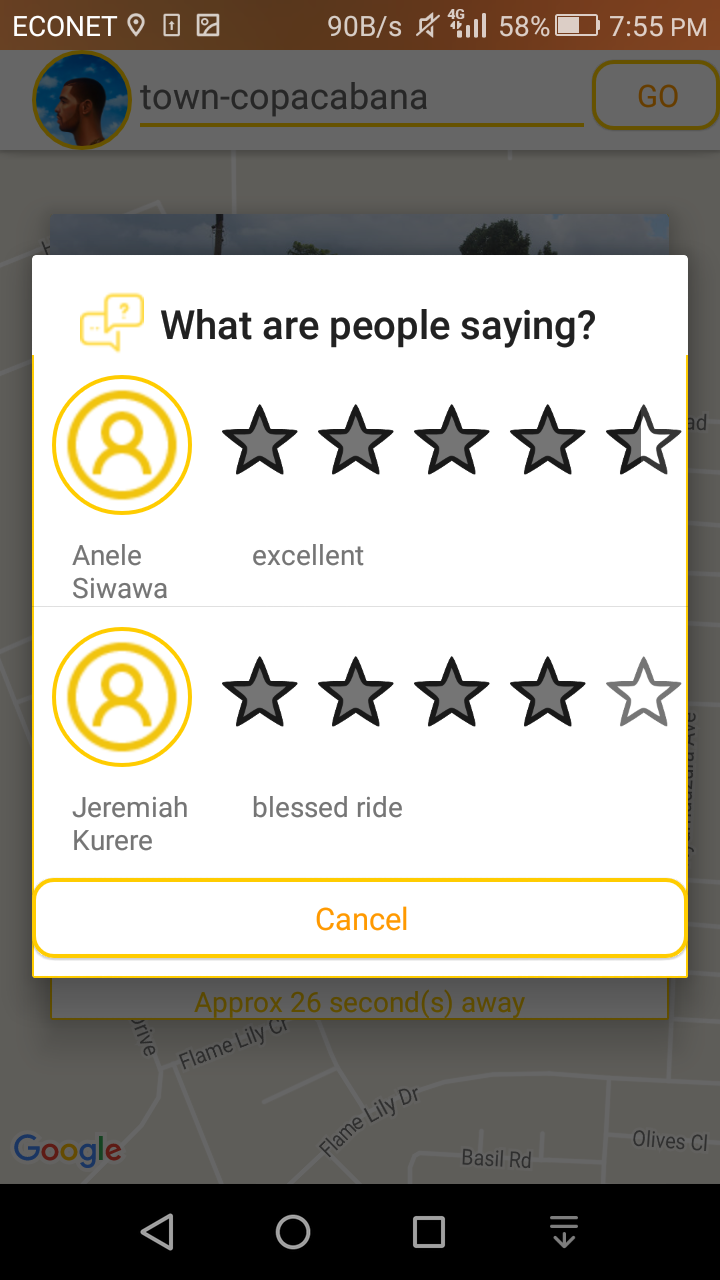 ECONET 90B/s 4G 58% 7:55 PM
town-copacabana GO
What are people saying?
Anele
Siwawa
excellent
Jeremiah
Kurere
blessed ride
Cancel
Approx 26 second(s) away
Drive
Flame Lily Cr
Flame Lily Dr
Basil Rd
Olives Cl
Google